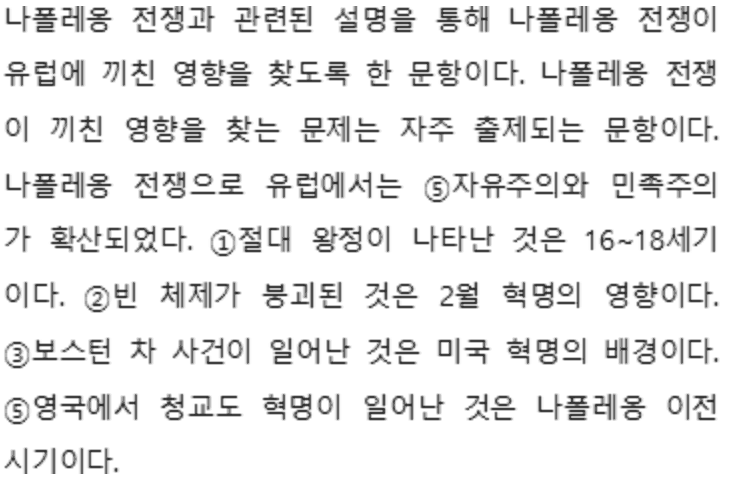 나폴레옹 전쟁과 관련된 설명을 통해 나폴레옹 전쟁이
유럽에 끼친 영향을 찾도록 한 문항이다. 나폴레옹 전쟁
이 끼친 영향을 찾는 문제는 자주 출제되는 문항이다.
나폴레옹 전쟁으로 유럽에서는 ⑤자유주의와 민족주의
가 확산되었다. ①절대 왕정이 나타난 것은 16~18세기
이다. ②빈 체제가 붕괴된 것은 2월 혁명의 영향이다.
③보스턴 차 사건이 일어난 것은 미국 혁명의 배경이다.
⑤영국에서 청교도 혁명이 일어난 것은 나폴레옹 이전
시기이다.